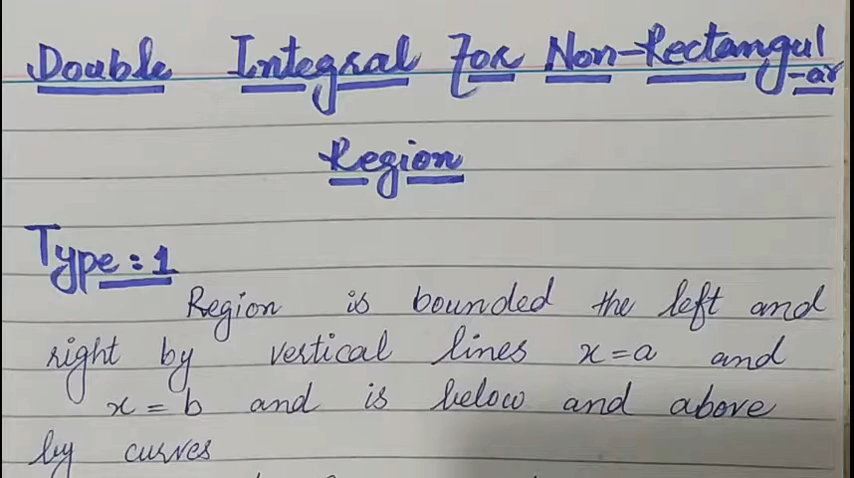 Double Integral For Non-Rectangul
-ar
Region
Type:1
Region is bounded the left and
right by vertical lines x=a and
x=b and is below and above
by curves